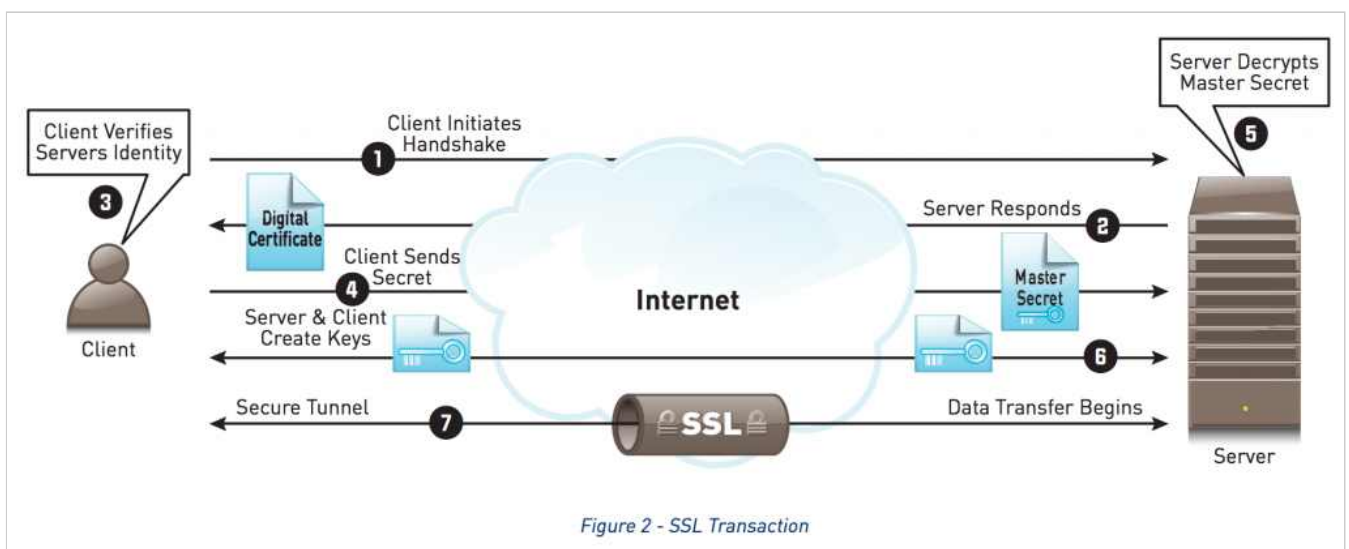 Server Decrypts
Master Secret
5
Client Verifies
Servers Identity
3
Client Initiates
Handshake
1
Digital
Certificate
Server Responds
2
Client Sends
Secret
4
Master
Secret
Internet
Server & Client
Create Keys
6
Client
Secure Tunnel
7
SSL
Data Transfer Begins
Server
Figure 2 - SSL Transaction